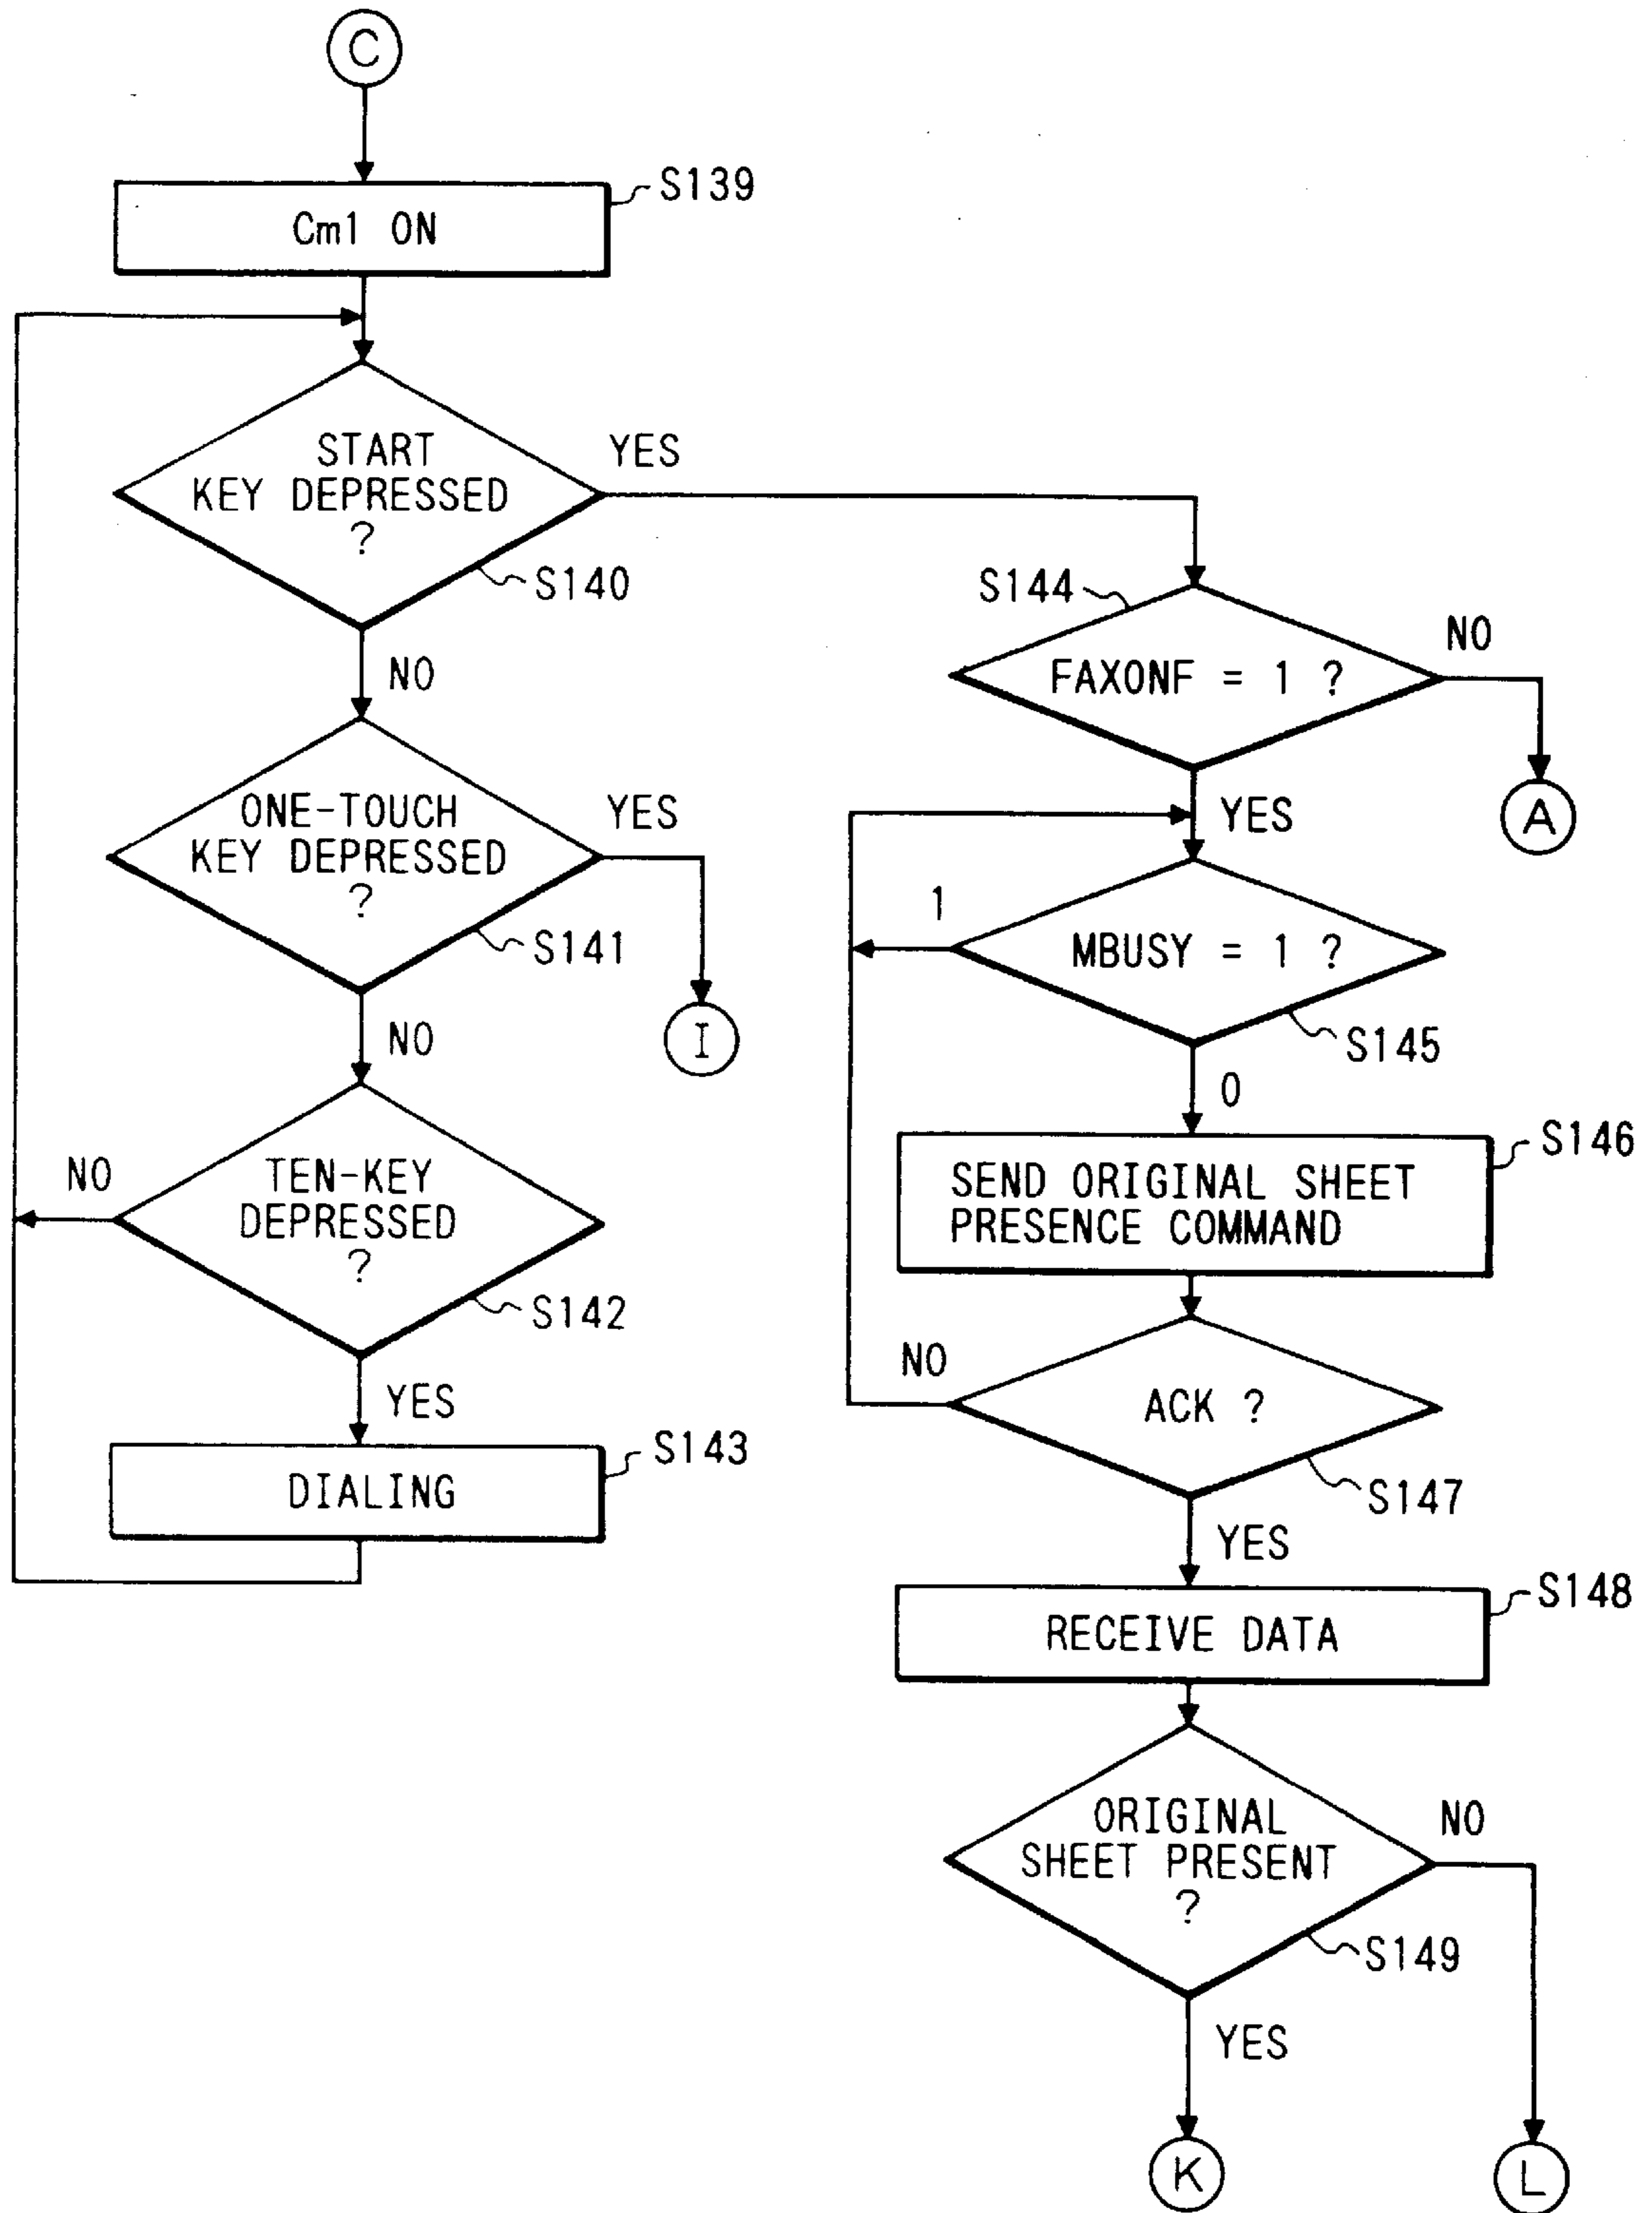 C
S139
Cm1 ON
START
KEY DEPRESSED
?
YES
S140
NO
ONE-TOUCH
KEY DEPRESSED
?
YES
S141
I
NO
TEN-KEY
DEPRESSED
?
NO
S142
YES
S143
DIALING
S144
FAXONF = 1 ?
NO
A
YES
MBUSY = 1 ?
1
S145
0
S146
SEND ORIGINAL SHEET
PRESENCE COMMAND
ACK ?
NO
S147
YES
S148
RECEIVE DATA
ORIGINAL
SHEET PRESENT
?
NO
S149
YES
K
L